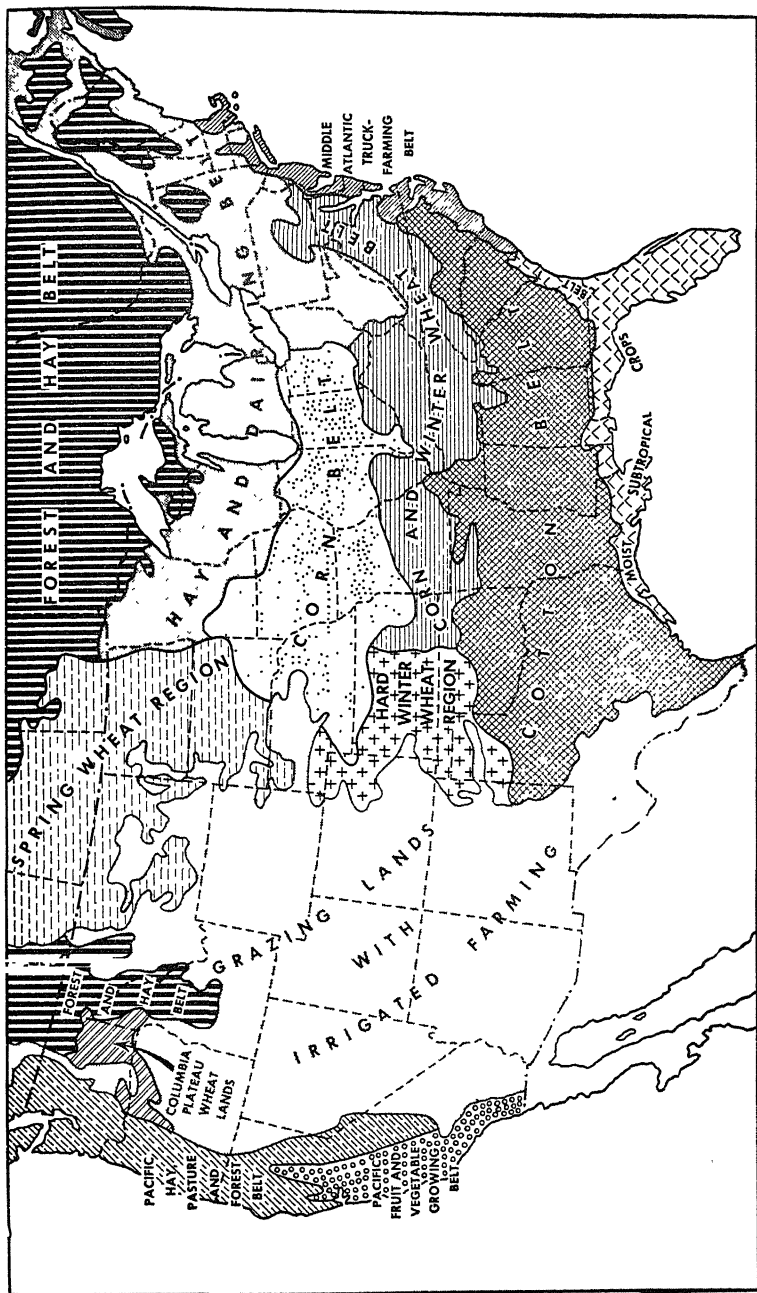 FOREST AND HAY BELT
SPRING WHEAT REGION
HAY AND DAIRYING BELT
FOREST
AND
HAY
BELT
COLUMBIA
PLATEAU
WHEAT
LANDS
PACIFIC
HAY
PASTURE
AND
FOREST
BELT
PACIFIC
FRUIT AND
VEGETABLE
GROWING
BELT
GRAZING LANDS
WITH
IRRIGATED FARMING
CORN BELT
HARD
WINTER
WHEAT
REGION
CORN AND WINTER WHEAT BELT
COTTON BELT
MIDDLE
ATLANTIC
TRUCK-
FARMING
BELT
MOIST SUBTROPICAL CROPS BELT